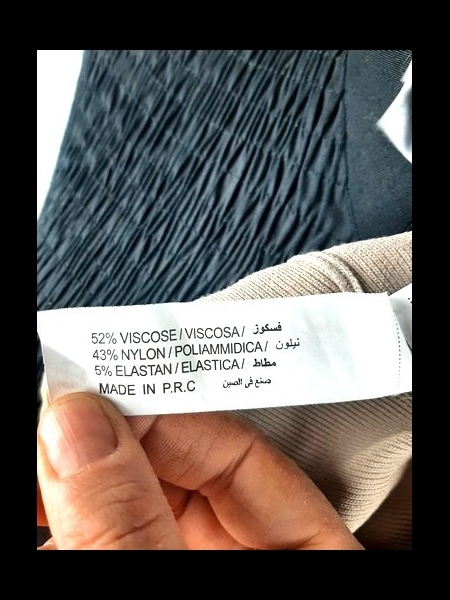 52% VISCOSE / VISCOSA / فسكوز
43% NYLON / POLIAMMIDICA / نيلون
5% ELASTAN / ELASTICA / مطاط
MADE IN P.R.C صنع في الصين